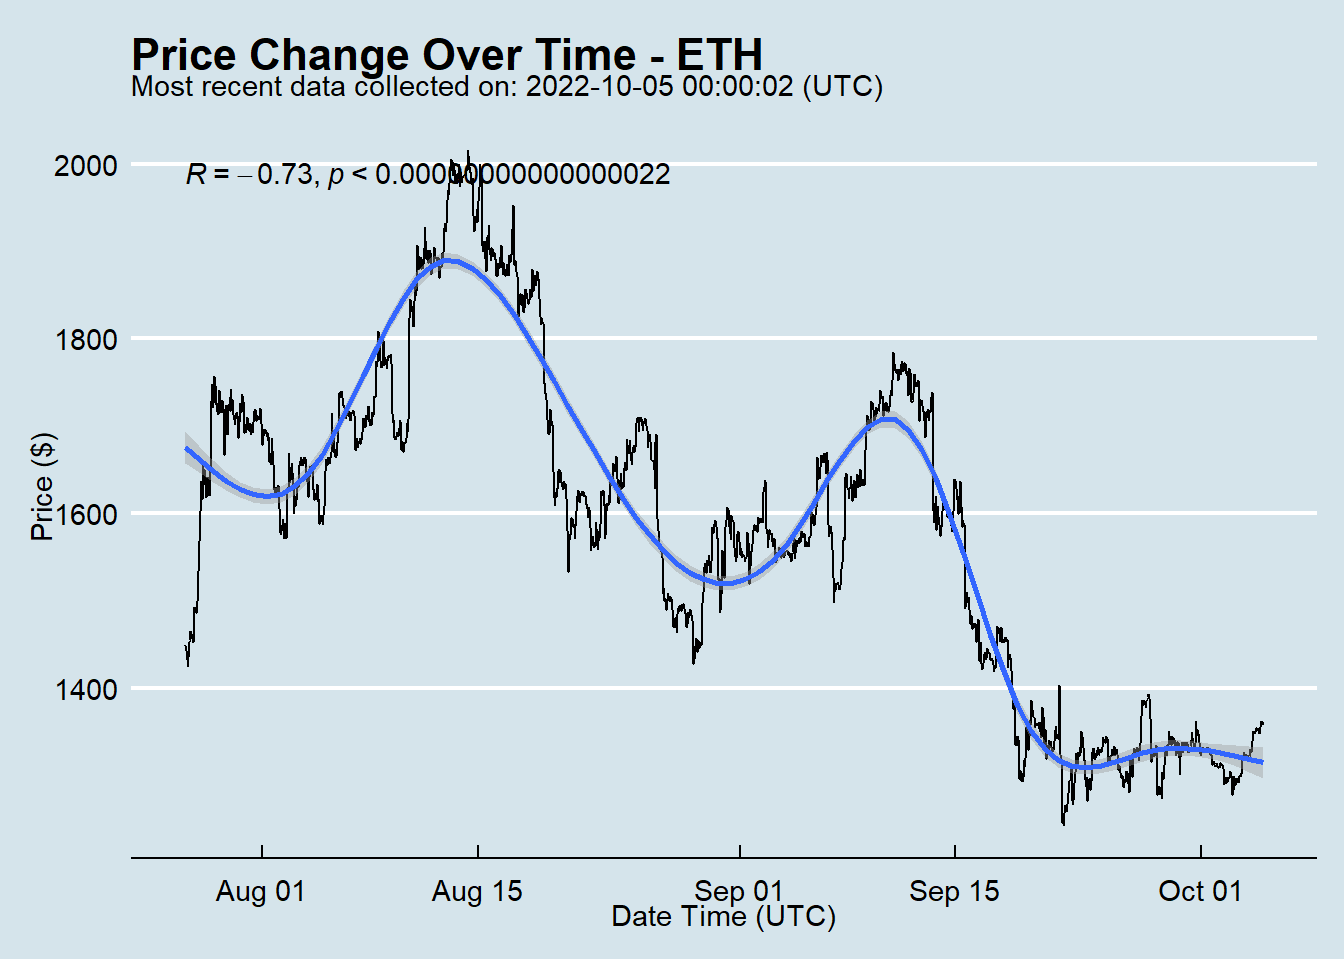 Price Change Over Time - ETH
Most recent data collected on: 2022-10-05 00:00:02 (UTC)
R = −0.73, p < 0.00000000000000022
2000
1800
1600
1400
Price ($)
Aug 01 Aug 15 Sep 01 Sep 15 Oct 01
Date Time (UTC)